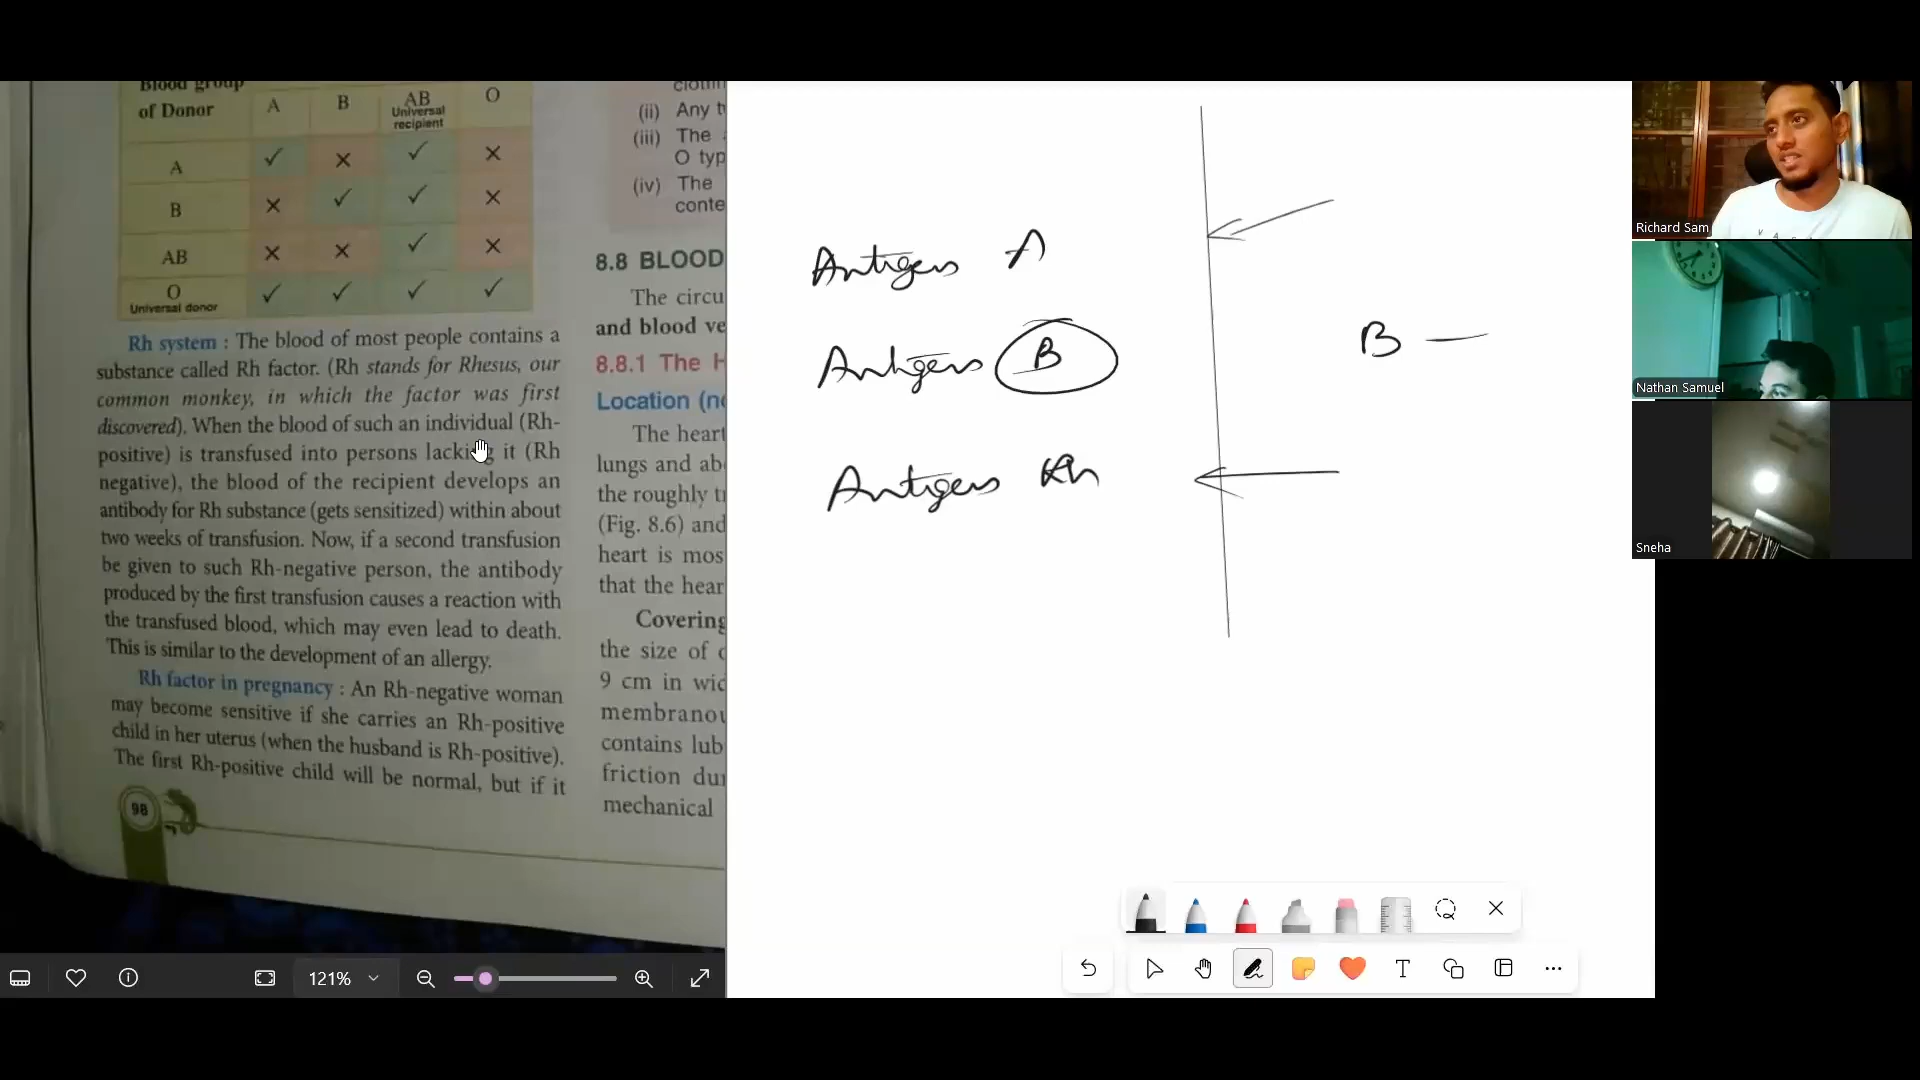 Blood group
of Donor
A
B
AB
Universal
recipient
O
A
✓
×
✓
×
B
×
✓
✓
×
AB
×
×
✓
×
O
Universal donor
✓
✓
✓
✓
Rh system : The blood of most people contains a
substance called Rh factor. (Rh stands for Rhesus, our
common monkey, in which the factor was first
discovered). When the blood of such an individual (Rh-
positive) is transfused into persons lacking it (Rh
negative), the blood of the recipient develops an
antibody for Rh substance (gets sensitized) within about
two weeks of transfusion. Now, if a second transfusion
be given to such Rh-negative person, the antibody
produced by the first transfusion causes a reaction with
the transfused blood, which may even lead to death.
This is similar to the development of an allergy.
Rh factor in pregnancy : An Rh-negative woman
may become sensitive if she carries an Rh-positive
child in her uterus (when the husband is Rh-positive).
The first Rh-positive child will be normal, but if it
98
(ii) Any t
(iii) The
O typ
(iv) The
conte
8.8 BLOOD
The circu
and blood ve
8.8.1 The H
Location (no
The heart
lungs and ab
the roughly t
(Fig. 8.6) and
heart is mos
that the hear
Covering
the size of
9 cm in wid
membranou
contains lub
friction du
mechanical
Antigens A
Antigens B
Antigens Rh
B —
Richard Sam
Nathan Samuel
Sneha
121%
T